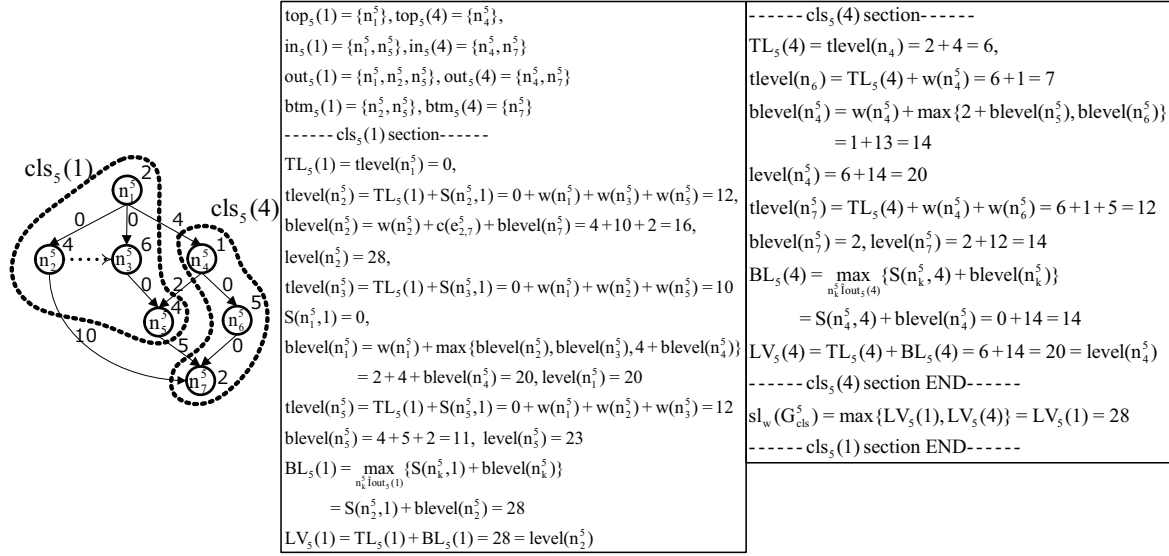 cls₅(1)
cls₅(4)
n₁⁵ 2
0 0 4
n₂⁵ 4
n₃⁵ 6
n₄⁵ 1
0 2 0
n₅⁵ 4
n₆⁵ 5
10 5 0
n₇⁵ 2
top₅(1) = {n₁⁵}, top₅(4) = {n₄⁵},
in₅(1) = {n₁⁵, n₅⁵}, in₅(4) = {n₄⁵, n₇⁵}
out₅(1) = {n₁⁵, n₂⁵, n₅⁵}, out₅(4) = {n₄⁵, n₇⁵}
btm₅(1) = {n₂⁵, n₅⁵}, btm₅(4) = {n₇⁵}
------ cls₅(1) section------
TL₅(1) = tlevel(n₁⁵) = 0,
tlevel(n₂⁵) = TL₅(1) + S(n₂⁵,1) = 0 + w(n₁⁵) + w(n₃⁵) + w(n₅⁵) = 12,
blevel(n₂⁵) = w(n₂⁵) + c(e₂,₇⁵) + blevel(n₇⁵) = 4 + 10 + 2 = 16,
level(n₂⁵) = 28,
tlevel(n₃⁵) = TL₅(1) + S(n₃⁵,1) = 0 + w(n₁⁵) + w(n₂⁵) + w(n₅⁵) = 10
S(n₁⁵,1) = 0,
blevel(n₁⁵) = w(n₁⁵) + max{blevel(n₂⁵), blevel(n₃⁵), 4 + blevel(n₄⁵)}
= 2 + 4 + blevel(n₄⁵) = 20, level(n₁⁵) = 20
tlevel(n₅⁵) = TL₅(1) + S(n₅⁵,1) = 0 + w(n₁⁵) + w(n₂⁵) + w(n₃⁵) = 12
blevel(n₅⁵) = 4 + 5 + 2 = 11, level(n₅⁵) = 23
BL₅(1) = max {S(n_k⁵,1) + blevel(n_k⁵)}
n_k⁵Îout₅(1)
= S(n₂⁵,1) + blevel(n₂⁵) = 28
LV₅(1) = TL₅(1) + BL₅(1) = 28 = level(n₂⁵)
------ cls₅(4) section------
TL₅(4) = tlevel(n₄) = 2 + 4 = 6,
tlevel(n₆) = TL₅(4) + w(n₄⁵) = 6 + 1 = 7
blevel(n₄⁵) = w(n₄⁵) + max{2 + blevel(n₅⁵), blevel(n₆⁵)}
= 1 + 13 = 14
level(n₄⁵) = 6 + 14 = 20
tlevel(n₇⁵) = TL₅(4) + w(n₄⁵) + w(n₆⁵) = 6 + 1 + 5 = 12
blevel(n₇⁵) = 2, level(n₇⁵) = 2 + 12 = 14
BL₅(4) = max {S(n_k⁵,4) + blevel(n_k⁵)}
n_k⁵Îout₅(4)
= S(n₄⁵,4) + blevel(n₄⁵) = 0 + 14 = 14
LV₅(4) = TL₅(4) + BL₅(4) = 6 + 14 = 20 = level(n₄⁵)
------ cls₅(4) section END------
sl_w(G_cls⁵) = max{LV₅(1), LV₅(4)} = LV₅(1) = 28
------ cls₅(1) section END------